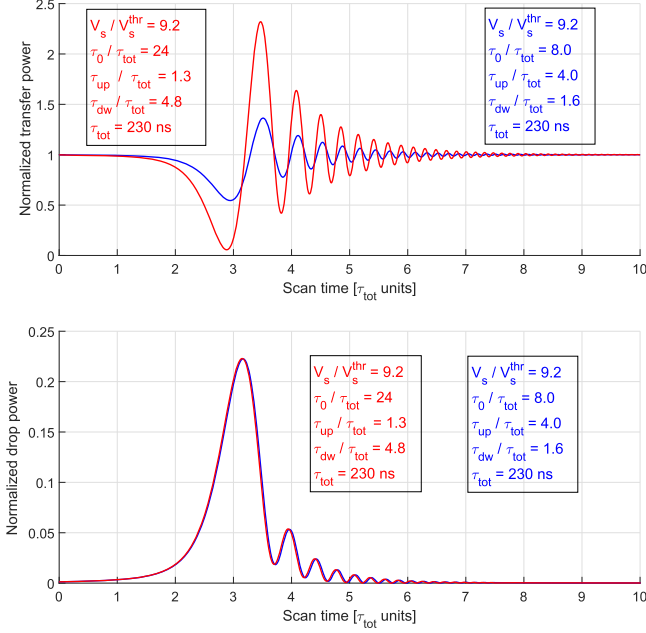 2.5
2
1.5
1
0.5
0
Normalized transfer power
V_s / V_s^thr = 9.2
τ_0 / τ_tot = 24
τ_up / τ_tot = 1.3
τ_dw / τ_tot = 4.8
τ_tot = 230 ns
V_s / V_s^thr = 9.2
τ_0 / τ_tot = 8.0
τ_up / τ_tot = 4.0
τ_dw / τ_tot = 1.6
τ_tot = 230 ns
0 1 2 3 4 5 6 7 8 9 10
Scan time [τ_tot units]
0.25
0.2
0.15
0.1
0.05
0
Normalized drop power
V_s / V_s^thr = 9.2
τ_0 / τ_tot = 24
τ_up / τ_tot = 1.3
τ_dw / τ_tot = 4.8
τ_tot = 230 ns
V_s / V_s^thr = 9.2
τ_0 / τ_tot = 8.0
τ_up / τ_tot = 4.0
τ_dw / τ_tot = 1.6
τ_tot = 230 ns
0 1 2 3 4 5 6 7 8 9 10
Scan time [τ_tot units]